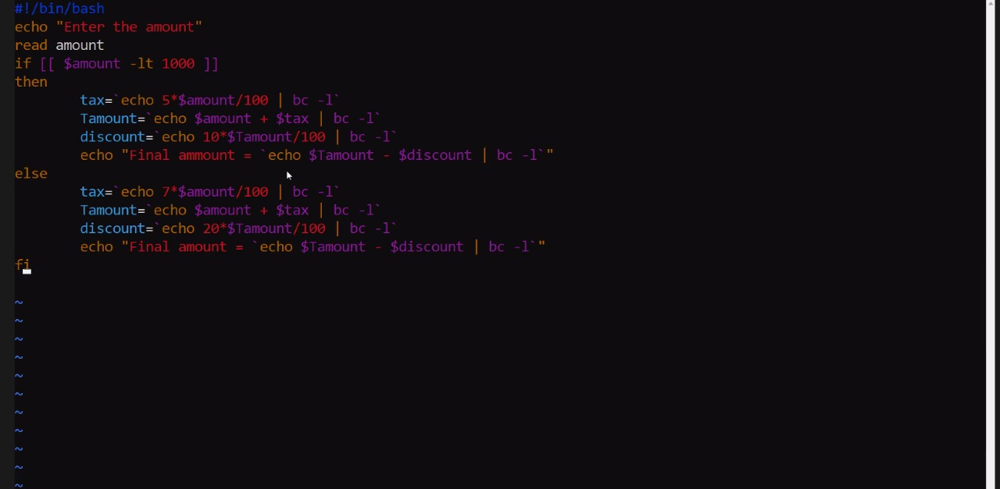 #!/bin/bash
echo "Enter the amount"
read amount
if [[ $amount -lt 1000 ]]
then
        tax=`echo 5*$amount/100 | bc -l`
        Tamount=`echo $amount + $tax | bc -l`
        discount=`echo 10*$Tamount/100 | bc -l`
        echo "Final ammount = `echo $Tamount - $discount | bc -l`"
else
        tax=`echo 7*$amount/100 | bc -l`
        Tamount=`echo $amount + $tax | bc -l`
        discount=`echo 20*$Tamount/100 | bc -l`
        echo "Final amount = `echo $Tamount - $discount | bc -l`"
fi
~
~
~
~
~
~
~
~
~
~
~